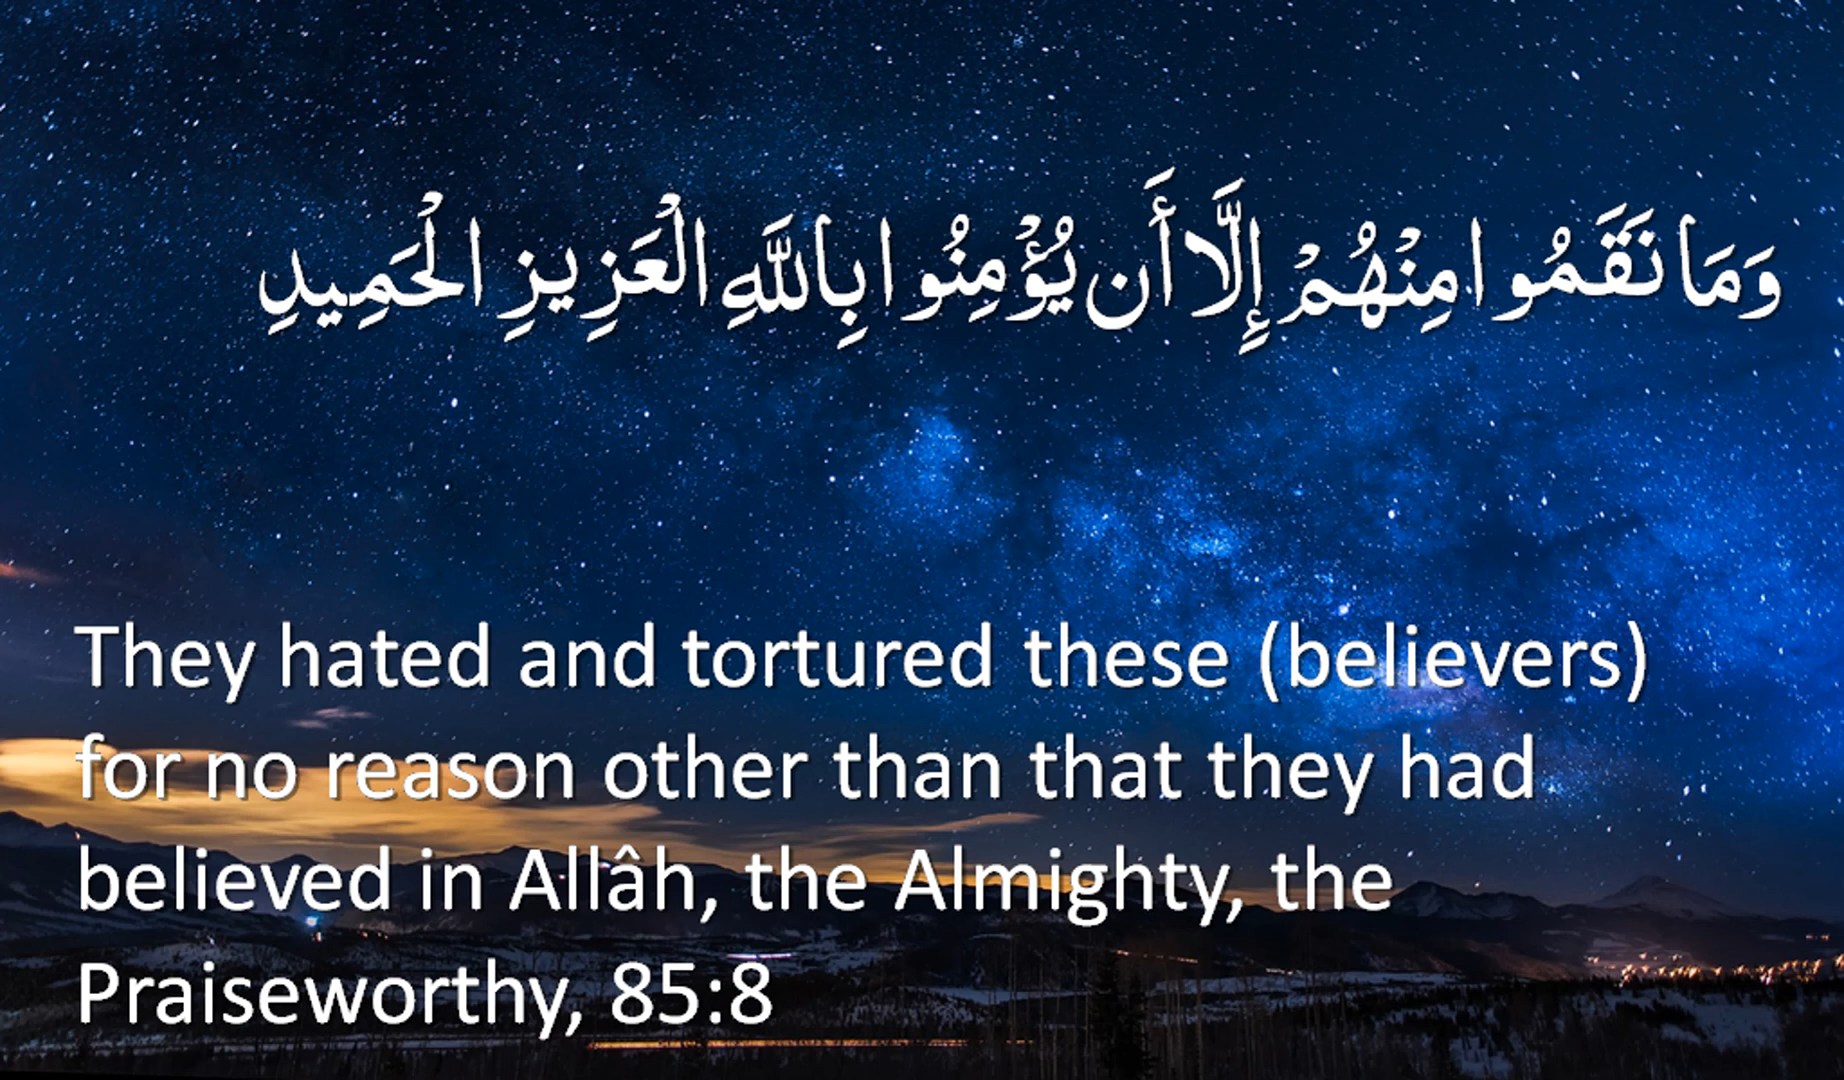 وَمَا نَقَمُوا مِنْهُمْ إِلَّا أَن يُؤْمِنُوا بِاللَّهِ الْعَزِيزِ الْحَمِيدِ
They hated and tortured these (believers)
for no reason other than that they had
believed in Allâh, the Almighty, the
Praiseworthy, 85:8